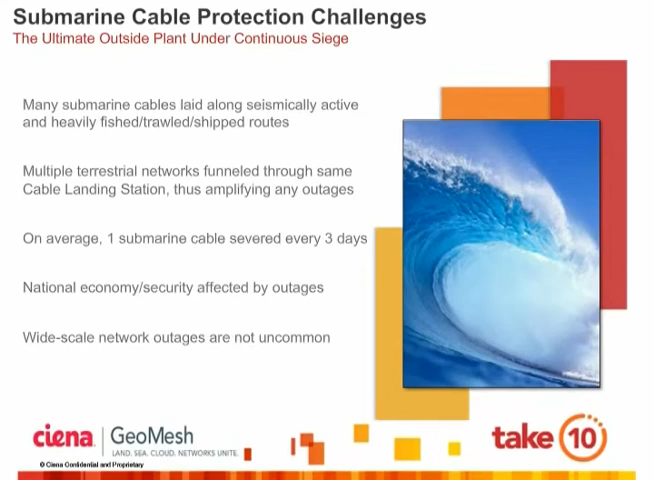 Submarine Cable Protection Challenges
The Ultimate Outside Plant Under Continuous Siege
Many submarine cables laid along seismically active
and heavily fished/trawled/shipped routes
Multiple terrestrial networks funneled through same
Cable Landing Station, thus amplifying any outages
On average, 1 submarine cable severed every 3 days
National economy/security affected by outages
Wide-scale network outages are not uncommon
ciena GeoMesh
LAND. SEA. CLOUD. NETWORKS UNITE.
take 10
© Ciena Confidential and Proprietary